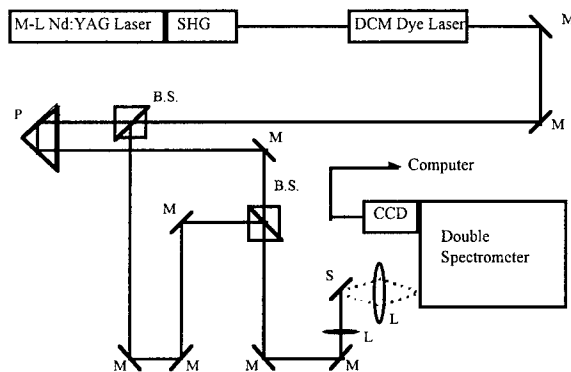 M-L Nd:YAG Laser
SHG
DCM Dye Laser
M
B.S.
P
M
M
Computer
B.S.
M
CCD
Double
Spectrometer
S
L
L
M
M
M
M